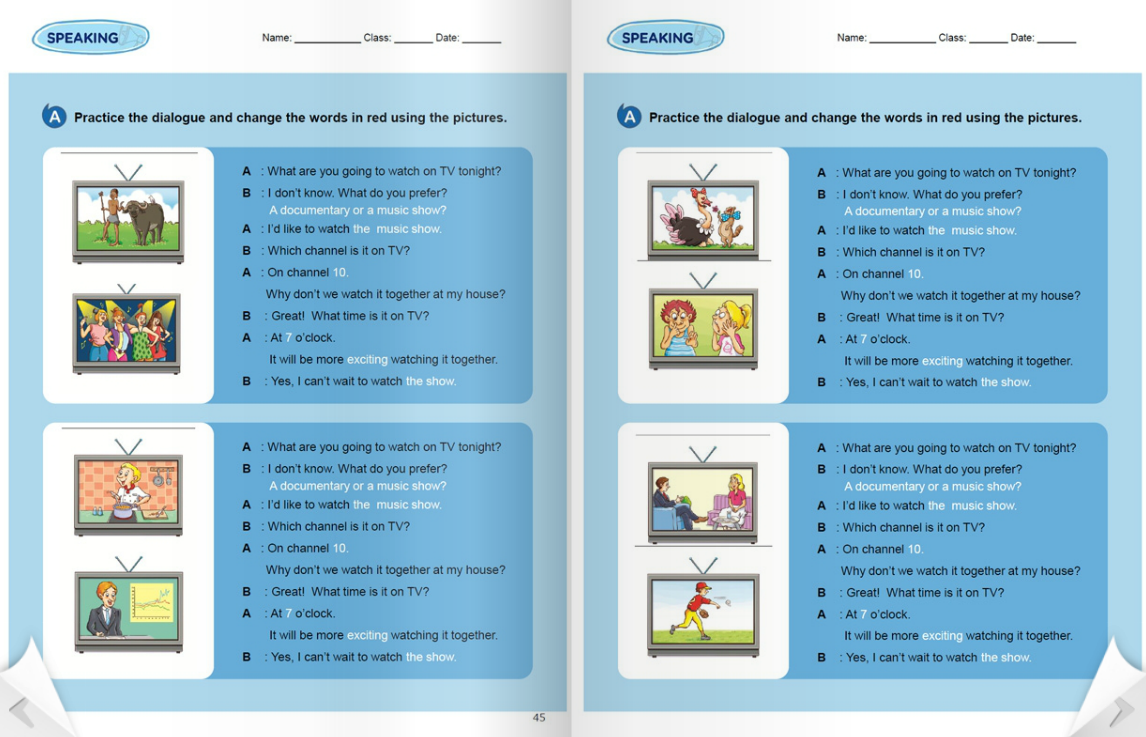 SPEAKING
Name: __________ Class: ______ Date: ______
A Practice the dialogue and change the words in red using the pictures.
A : What are you going to watch on TV tonight?
B : I don't know. What do you prefer?
A documentary or a music show?
A : I'd like to watch the music show.
B : Which channel is it on TV?
A : On channel 10.
Why don't we watch it together at my house?
B : Great! What time is it on TV?
A : At 7 o'clock.
It will be more exciting watching it together.
B : Yes, I can't wait to watch the show.
A : What are you going to watch on TV tonight?
B : I don't know. What do you prefer?
A documentary or a music show?
A : I'd like to watch the music show.
B : Which channel is it on TV?
A : On channel 10.
Why don't we watch it together at my house?
B : Great! What time is it on TV?
A : At 7 o'clock.
It will be more exciting watching it together.
B : Yes, I can't wait to watch the show.
45
SPEAKING
Name: __________ Class: ______ Date: ______
A Practice the dialogue and change the words in red using the pictures.
A : What are you going to watch on TV tonight?
B : I don't know. What do you prefer?
A documentary or a music show?
A : I'd like to watch the music show.
B : Which channel is it on TV?
A : On channel 10.
Why don't we watch it together at my house?
B : Great! What time is it on TV?
A : At 7 o'clock.
It will be more exciting watching it together.
B : Yes, I can't wait to watch the show.
A : What are you going to watch on TV tonight?
B : I don't know. What do you prefer?
A documentary or a music show?
A : I'd like to watch the music show.
B : Which channel is it on TV?
A : On channel 10.
Why don't we watch it together at my house?
B : Great! What time is it on TV?
A : At 7 o'clock.
It will be more exciting watching it together.
B : Yes, I can't wait to watch the show.